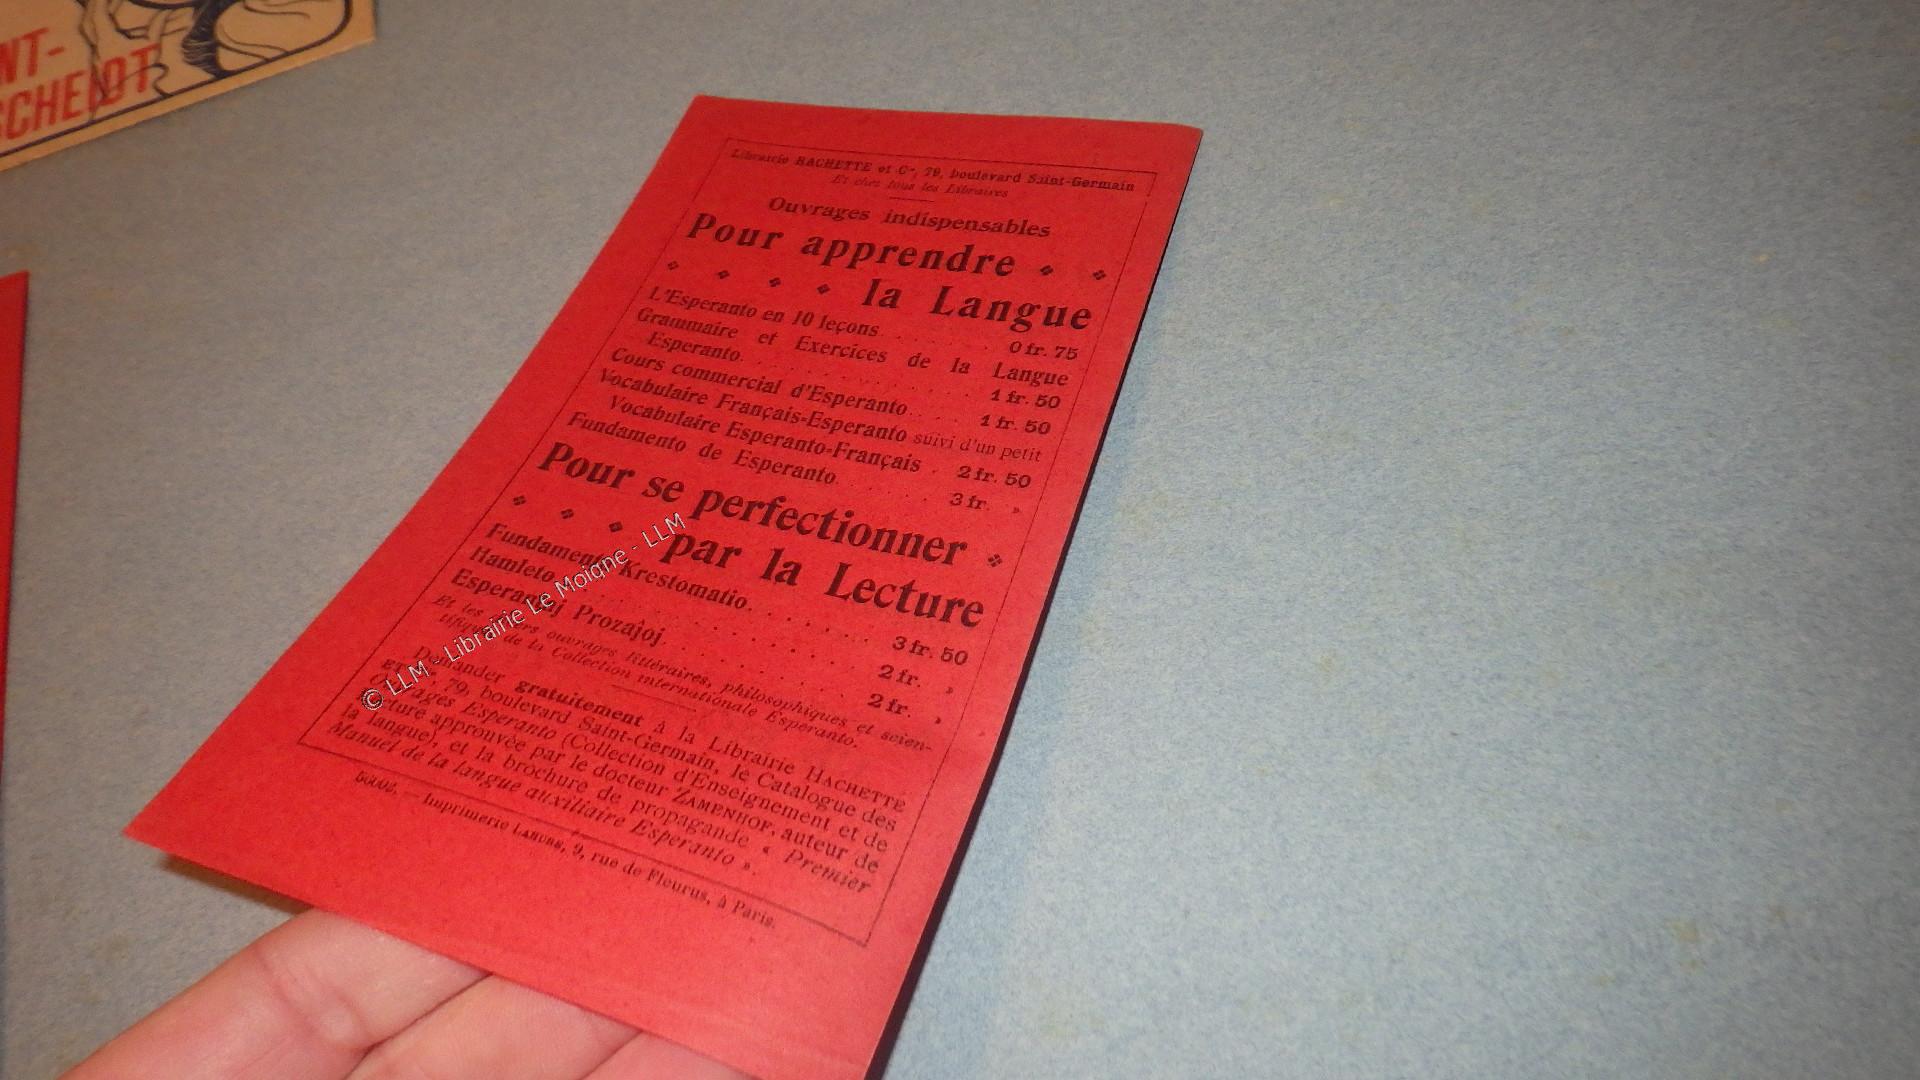 NT-
SCHEIDT
Librairie HACHETTE et Cie, 79, boulevard Saint-Germain
Et chez tous les Libraires
Ouvrages indispensables
Pour apprendre
la Langue
L'Esperanto en 10 leçons. 0 fr. 75
Grammaire et Exercices de la Langue
Esperanto. 1 fr. 50
Cours commercial d'Esperanto. 1 fr. 50
Vocabulaire Français-Esperanto suivi d'un petit
Vocabulaire Esperanto-Français . 2 fr. 50
Fundamento de Esperanto. 3 fr. »
Pour se perfectionner
par la Lecture
Fundamenta Krestomatio. 3 fr. 50
Hamleto. 2 fr. »
Esperantaj Prozaĵoj. 2 fr. »
Et les divers ouvrages littéraires, philosophiques et scien-
tifiques de la Collection internationale Esperanto.
Demander gratuitement à la Librairie HACHETTE
ET Cie, 79, boulevard Saint-Germain, le Catalogue des
Ouvrages Esperanto (Collection d'Enseignement et de
Lecture approuvée par le docteur ZAMENHOF, auteur de
la langue), et la brochure de propagande « Premier
Manuel de la langue auxiliaire Esperanto ».
Imprimerie LAHURE, 9, rue de Fleurus, à Paris.
© LLM - Librairie Le Moigne - LLM